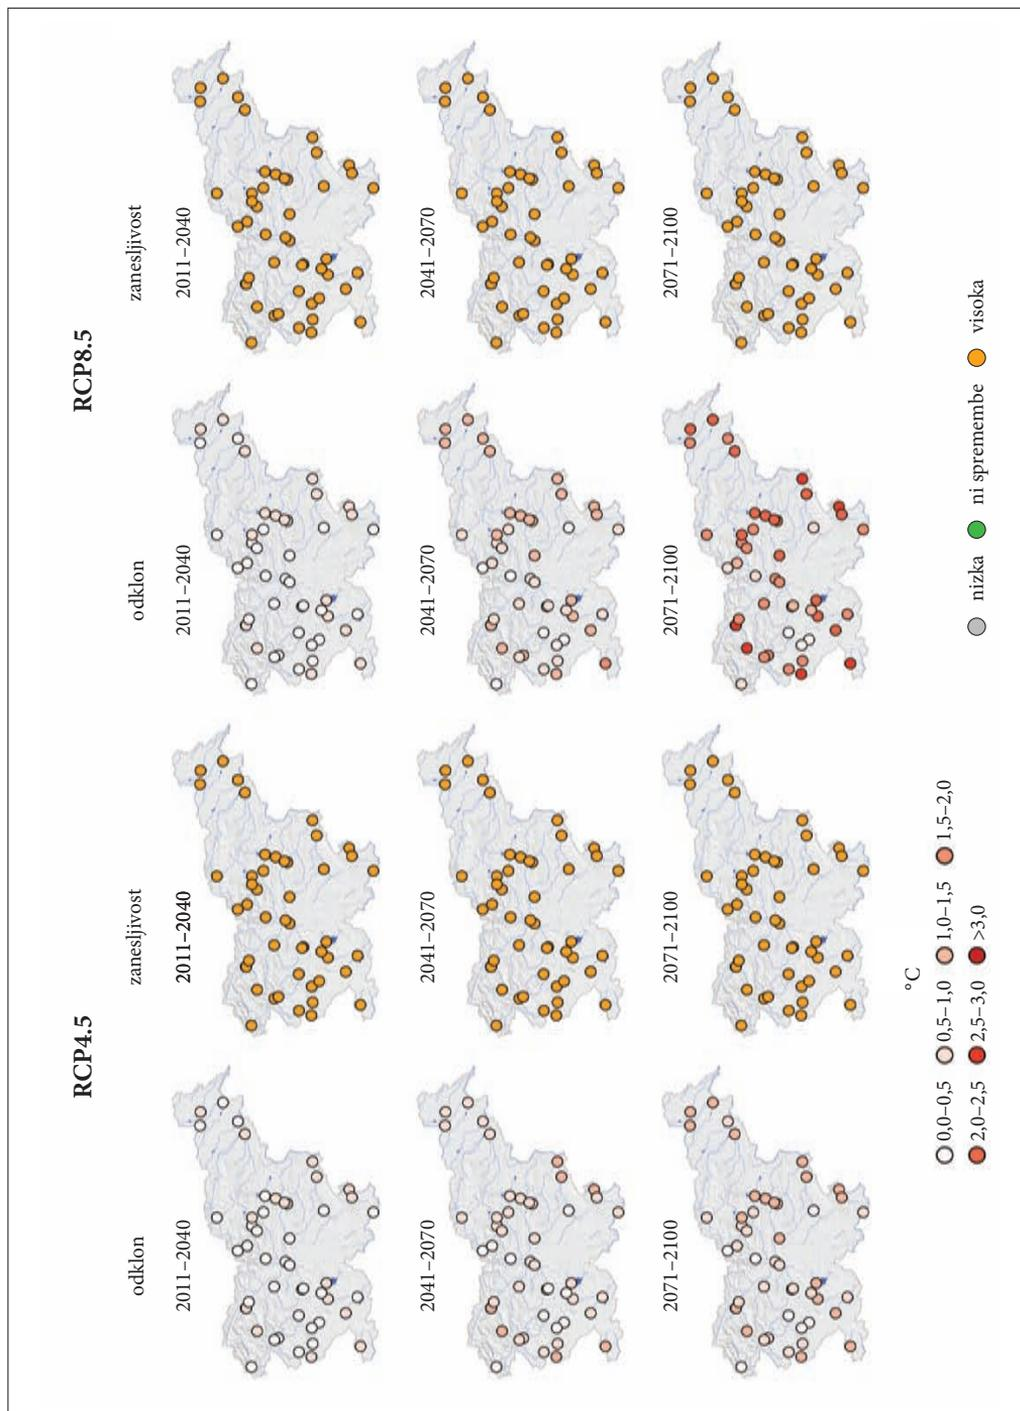 RCP4.5 RCP8.5
odklon zanesljivost odklon zanesljivost
2011–2040 2011–2040 2011–2040 2011–2040
2041–2070 2041–2070 2041–2070 2041–2070
2071–2100 2071–2100 2071–2100 2071–2100
°C
0,0–0,5 0,5–1,0 1,0–1,5 1,5–2,0
2,0–2,5 2,5–3,0 >3,0
nizka ni spremembe visoka